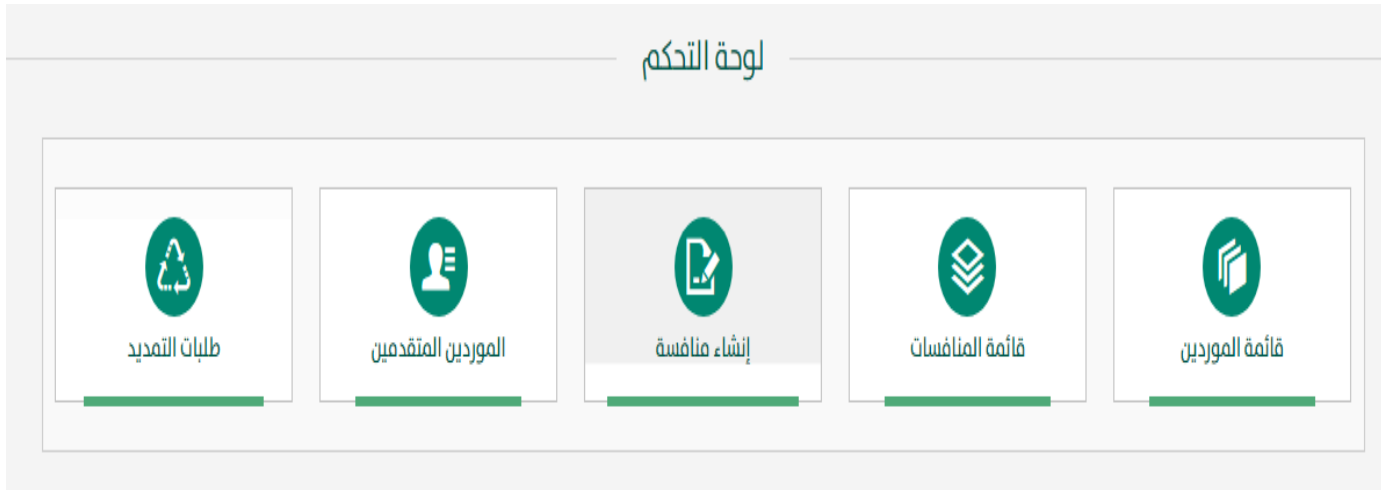 لوحة التحكم
قائمة الموردين
قائمة المنافسات
إنشاء منافسة
الموردين المتقدمين
طلبات التمديد